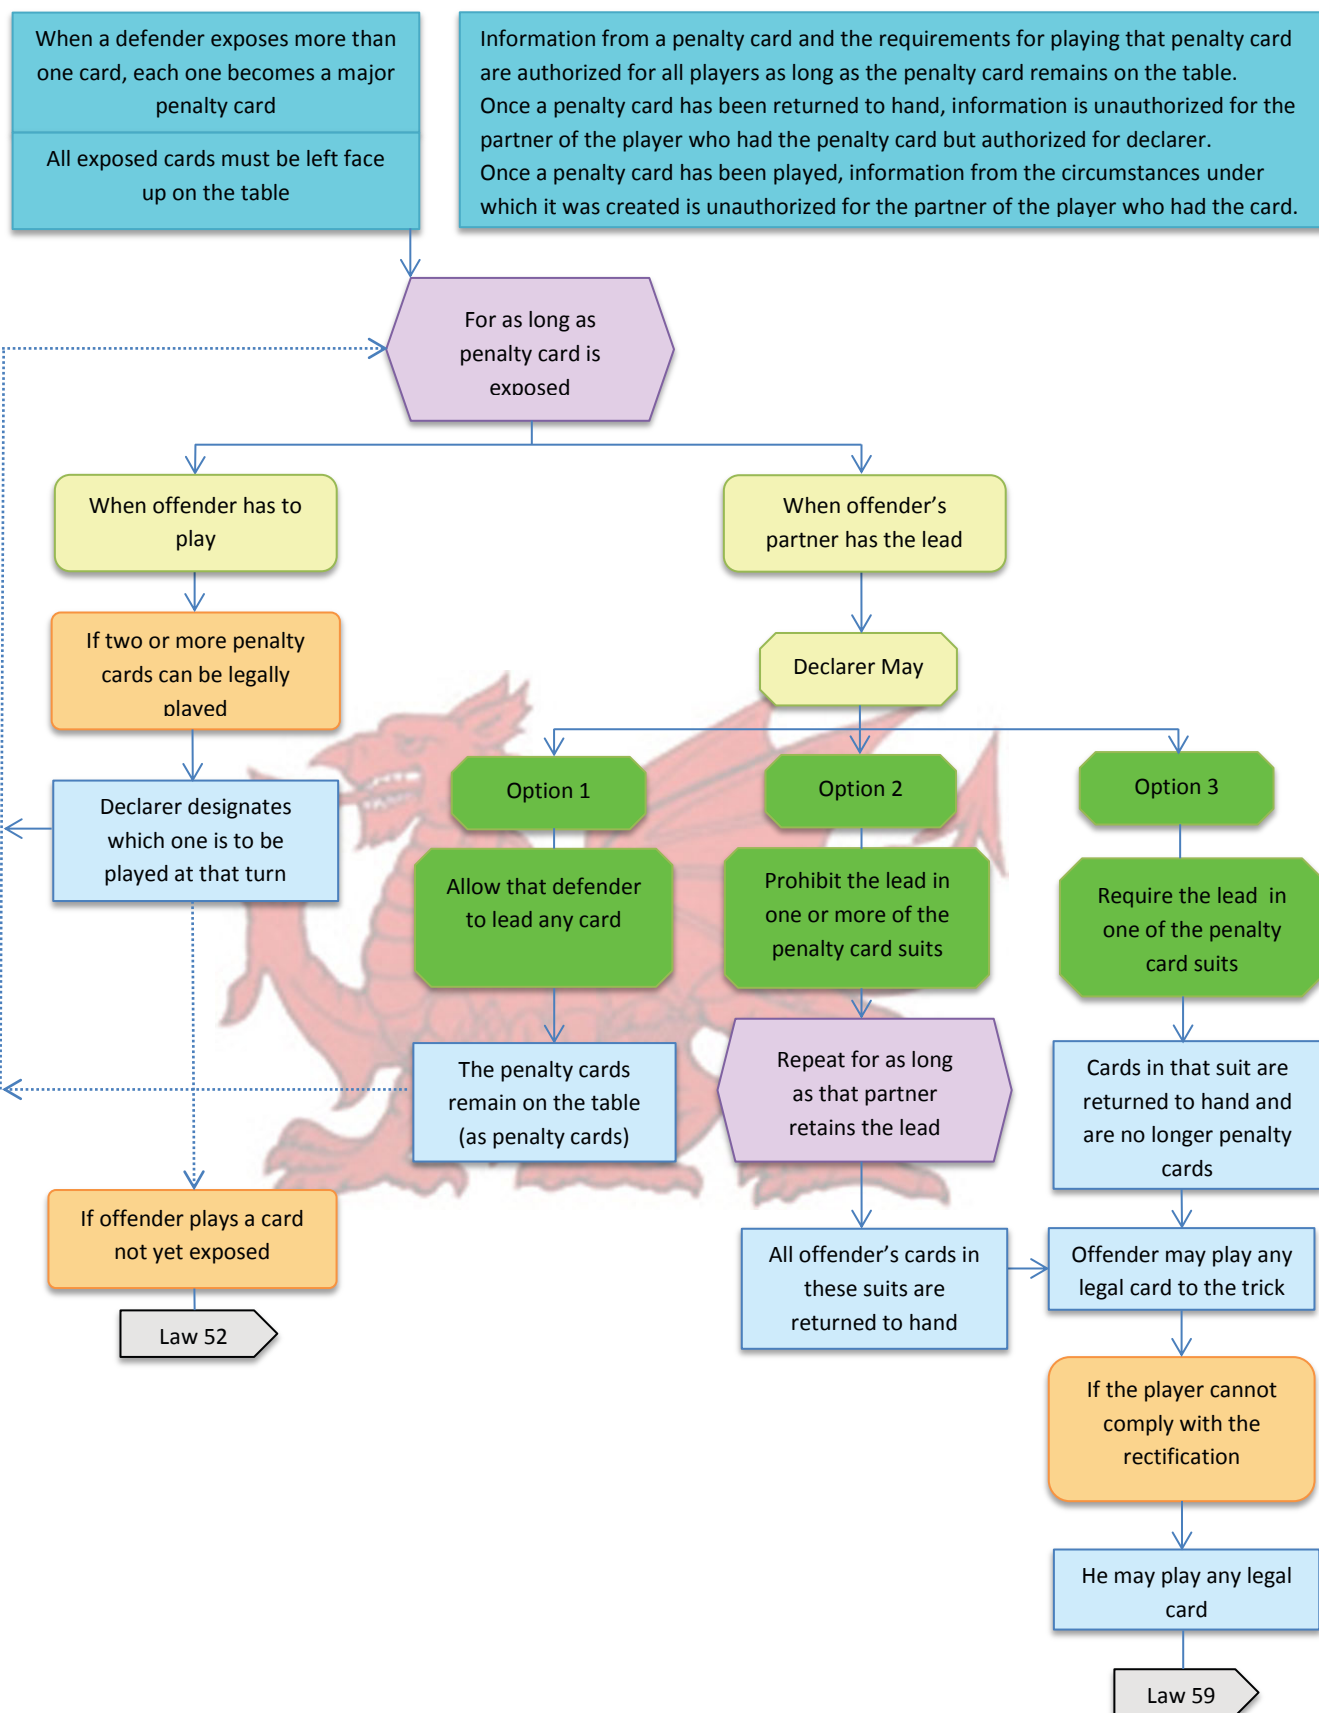 When a defender exposes more than
one card, each one becomes a major
penalty card
All exposed cards must be left face
up on the table
Information from a penalty card and the requirements for playing that penalty card
are authorized for all players as long as the penalty card remains on the table.
Once a penalty card has been returned to hand, information is unauthorized for the
partner of the player who had the penalty card but authorized for declarer.
Once a penalty card has been played, information from the circumstances under
which it was created is unauthorized for the partner of the player who had the card.
For as long as
penalty card is
exposed
When offender has to
play
When offender’s
partner has the lead
If two or more penalty
cards can be legally
played
Declarer May
Declarer designates
which one is to be
played at that turn
Option 1
Option 2
Option 3
Allow that defender
to lead any card
Prohibit the lead in
one or more of the
penalty card suits
Require the lead in
one of the penalty
card suits
The penalty cards
remain on the table
(as penalty cards)
Repeat for as long
as that partner
retains the lead
Cards in that suit are
returned to hand and
are no longer penalty
cards
If offender plays a card
not yet exposed
All offender’s cards in
these suits are
returned to hand
Offender may play any
legal card to the trick
Law 52
If the player cannot
comply with the
rectification
He may play any legal
card
Law 59